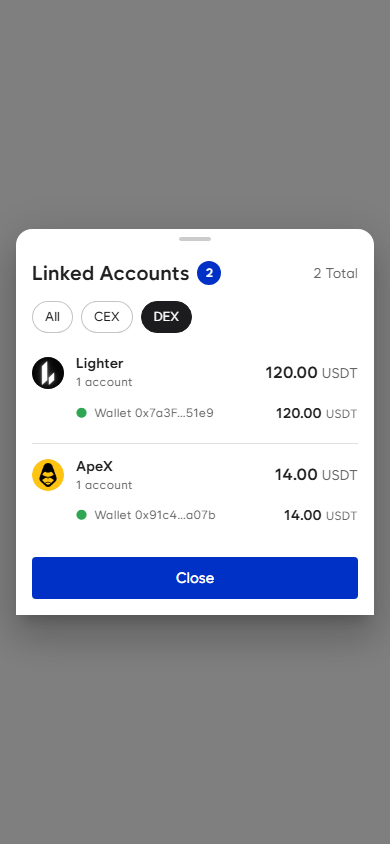 Linked Accounts 2 2 Total
All CEX DEX
Lighter
1 account
120.00 USDT
Wallet 0x7a3F...51e9 120.00 USDT
ApeX
1 account
14.00 USDT
Wallet 0x91c4...a07b 14.00 USDT
Close